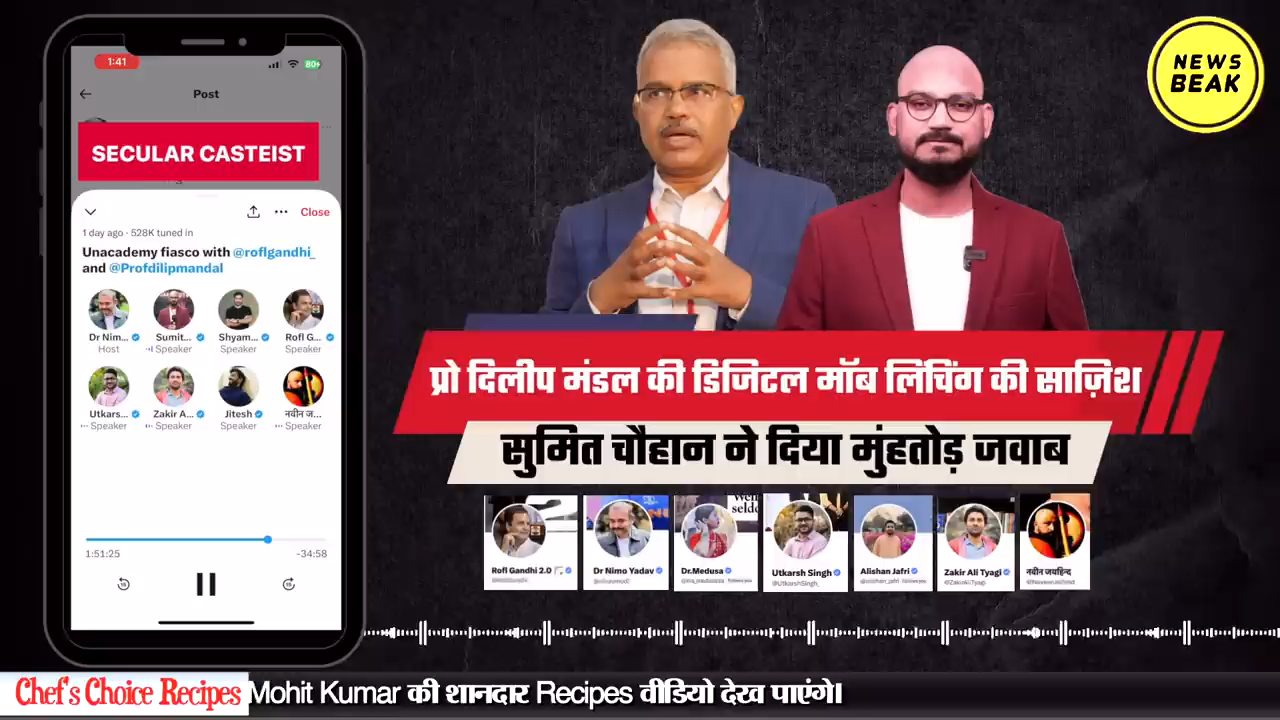 1:41
80
Post
SECULAR CASTEIST
Close
1 day ago · 528K tuned in
Unacademy fiasco with @roflgandhi_
and @Profdilipmandal
Dr Nim... Sumit... Shyam... Rofl G...
Host Speaker Speaker Speaker
Utkars... Zakir A... Jitesh नवीन ज...
Speaker Speaker Speaker Speaker
1:51:25 -34:58
NEWS
BEAK
प्रो दिलीप मंडल की डिजिटल मॉब लिंचिंग की साज़िश
सुमित चौहान ने दिया मुंहतोड़ जवाब
Rofl Gandhi 2.0 Dr Nimo Yadav Dr.Medusa Utkarsh Singh Alishan Jafri Zakir Ali Tyagi नवीन जयहिन्द
@UtkarshSingh_ @ZakirAliTyagi
Chef's Choice Recipes Mohit Kumar की शानदार Recipes वीडियो देख पाएंगे।